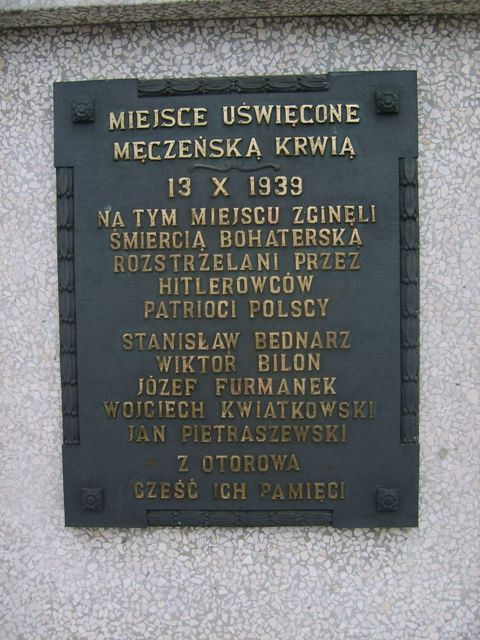 MIEJSCE UŚWIĘCONE
MĘCZEŃSKĄ KRWIĄ
13 X 1939
NA TYM MIEJSCU ZGINĘLI
ŚMIERCIĄ BOHATERSKĄ
ROZSTRZELANI PRZEZ
HITLEROWCÓW
PATRIOCI POLSCY
STANISŁAW BEDNARZ
WIKTOR BILON
JÓZEF FURMANEK
WOJCIECH KWIATKOWSKI
JAN PIETRASZEWSKI
Z OTOROWA
CZEŚĆ ICH PAMIĘCI